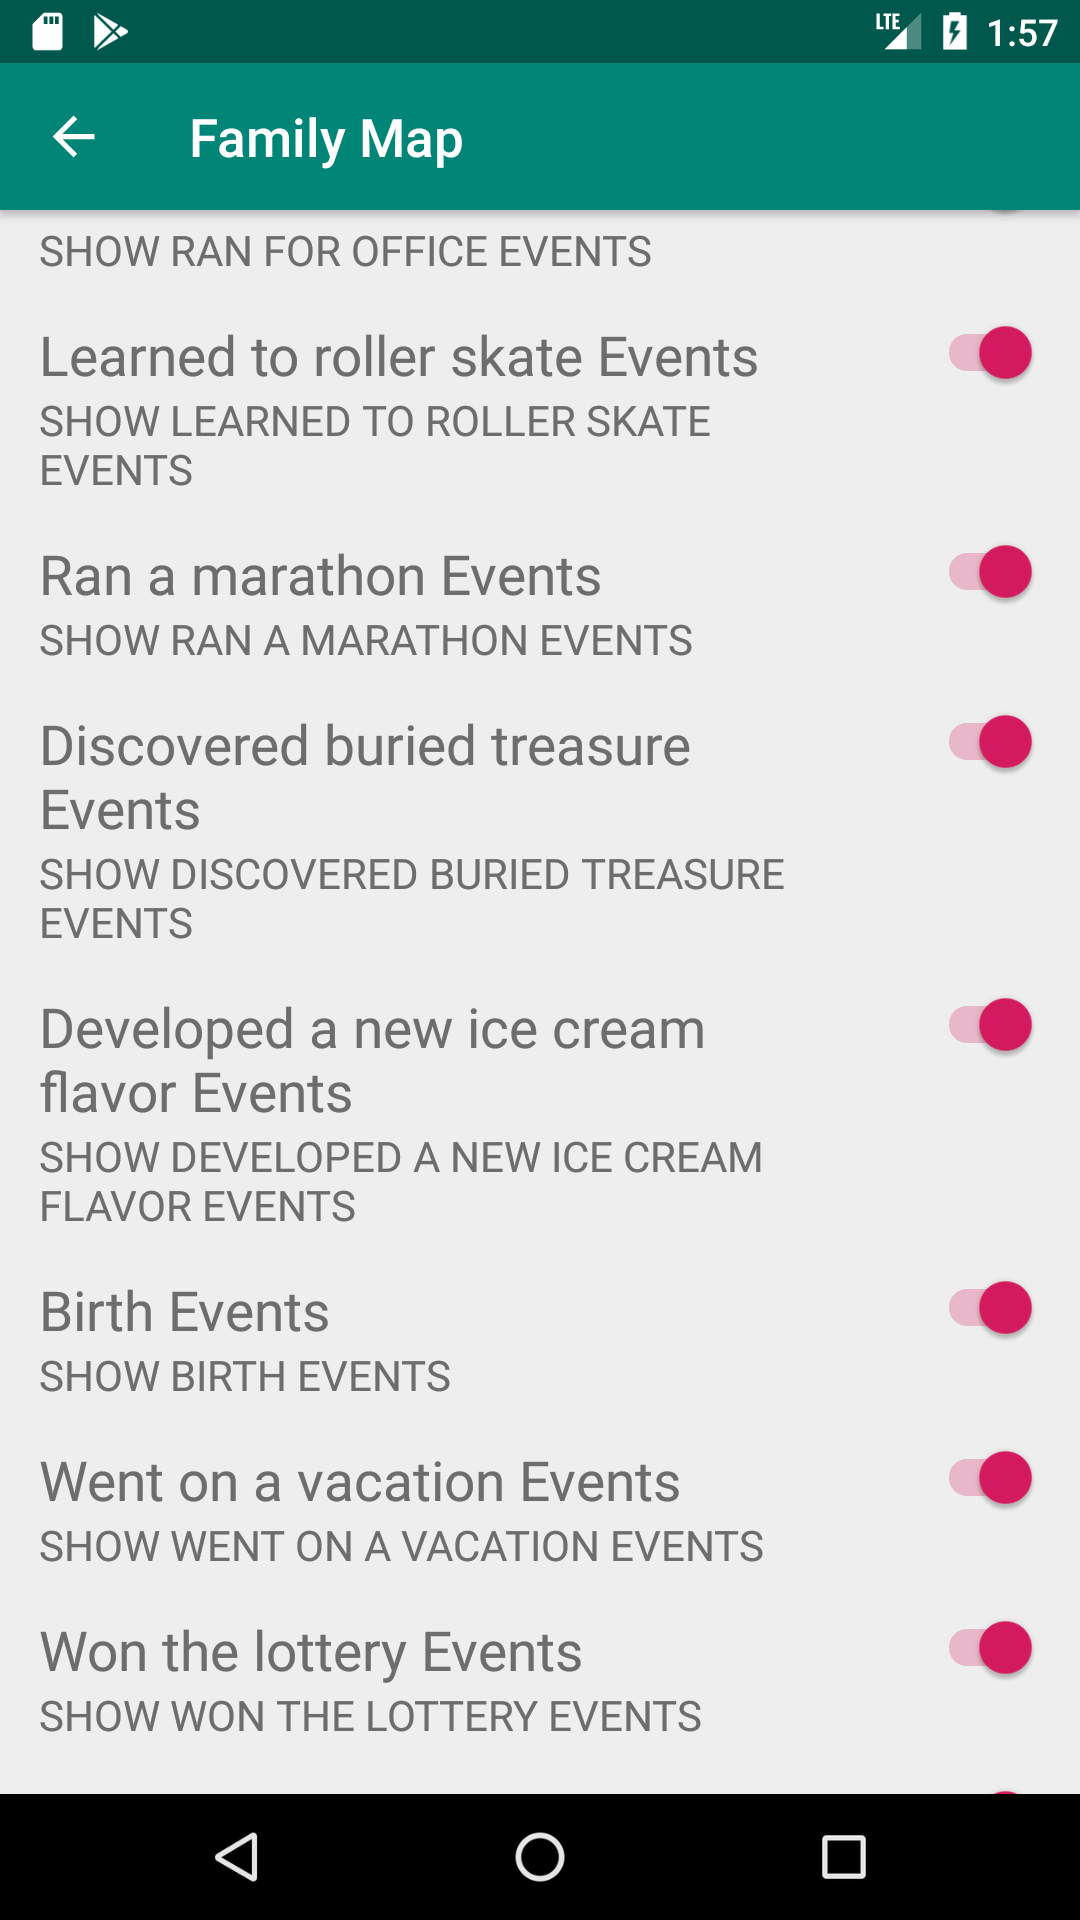 LTE 1:57
Family Map
SHOW RAN FOR OFFICE EVENTS
Learned to roller skate Events
SHOW LEARNED TO ROLLER SKATE
EVENTS
Ran a marathon Events
SHOW RAN A MARATHON EVENTS
Discovered buried treasure
Events
SHOW DISCOVERED BURIED TREASURE
EVENTS
Developed a new ice cream
flavor Events
SHOW DEVELOPED A NEW ICE CREAM
FLAVOR EVENTS
Birth Events
SHOW BIRTH EVENTS
Went on a vacation Events
SHOW WENT ON A VACATION EVENTS
Won the lottery Events
SHOW WON THE LOTTERY EVENTS